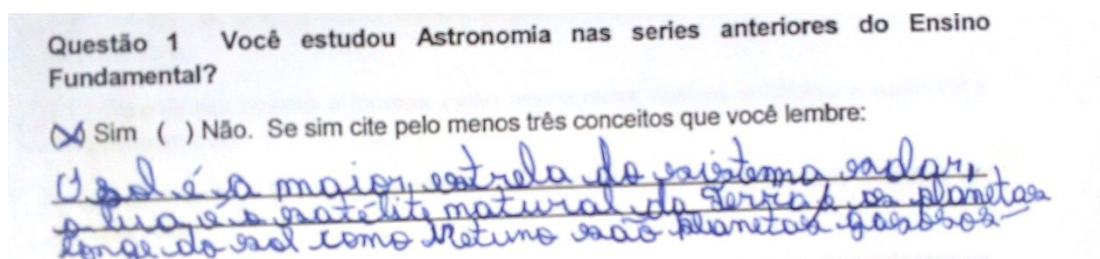 Questão 1 Você estudou Astronomia nas series anteriores do Ensino
Fundamental?
(X) Sim ( ) Não. Se sim cite pelo menos três conceitos que você lembre:
O sol é a maior estrela do sistema solar,
a lua é o satélite natural da Terra, os planetas
longe do sol como Netuno são planetas gasosos